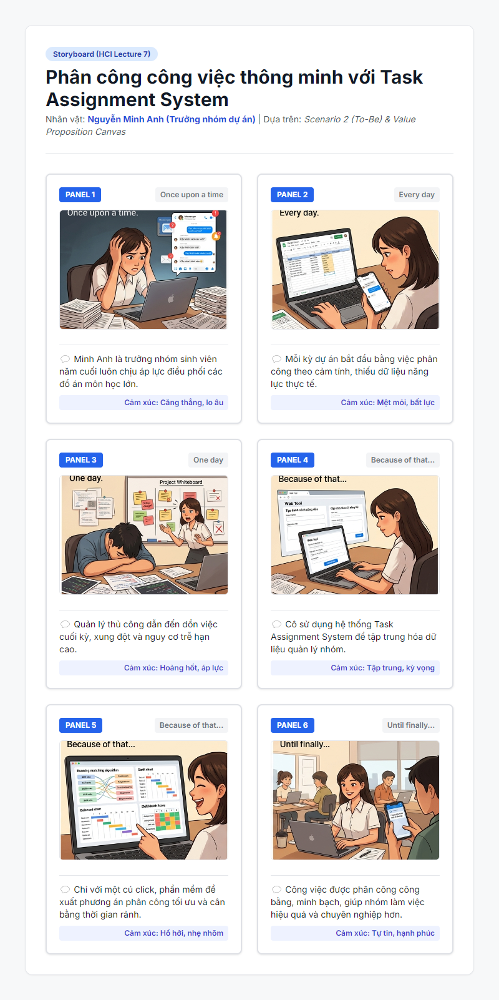 Storyboard (HCI Lecture 7)
Phân công công việc thông minh với Task
Assignment System
Nhân vật: Nguyễn Minh Anh (Trưởng nhóm dự án) | Dựa trên: Scenario 2 (To-Be) & Value
Proposition Canvas
PANEL 1
Once upon a time
Once upon a time.
Messenger
Minh Anh là trưởng nhóm sinh viên
năm cuối luôn chịu áp lực điều phối các
đồ án môn học lớn.
Cảm xúc: Căng thẳng, lo âu
PANEL 2
Every day
Every day.
Mỗi kỳ dự án bắt đầu bằng việc phân
công theo cảm tính, thiếu dữ liệu năng
lực thực tế.
Cảm xúc: Mệt mỏi, bất lực
PANEL 3
One day
One day.
Project Whiteboard
Quản lý thủ công dẫn đến dồn việc
cuối kỳ, xung đột và nguy cơ trễ hạn
cao.
Cảm xúc: Hoảng hốt, áp lực
PANEL 4
Because of that...
Because of that...
Web Tool
Web Tool
Cô sử dụng hệ thống Task
Assignment System để tập trung hóa dữ
liệu quản lý nhóm.
Cảm xúc: Tập trung, kỳ vọng
PANEL 5
Because of that...
Because of that...
Running matching algorithm
Gantt chart
Balanced chart
Skill Match Score
Chỉ với một cú click, phần mềm đề
xuất phương án phân công tối ưu và cân
bằng thời gian rảnh.
Cảm xúc: Hồ hởi, nhẹ nhõm
PANEL 6
Until finally...
Until finally...
Công việc được phân công công
bằng, minh bạch, giúp nhóm làm việc
hiệu quả và chuyên nghiệp hơn.
Cảm xúc: Tự tin, hạnh phúc